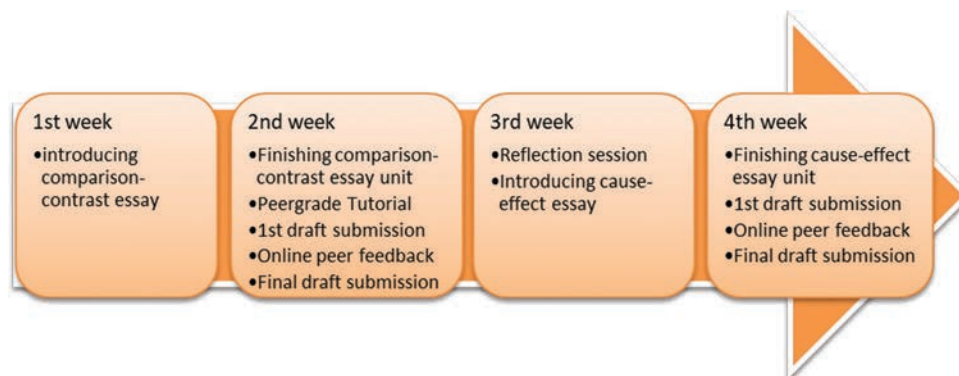 1st week
•introducing
comparison-
contrast essay
2nd week
•Finishing comparison-
contrast essay unit
•Peergrade Tutorial
•1st draft submission
•Online peer feedback
•Final draft submission
3rd week
•Reflection session
•Introducing cause-
effect essay
4th week
•Finishing cause-effect
essay unit
•1st draft submission
•Online peer feedback
•Final draft submission